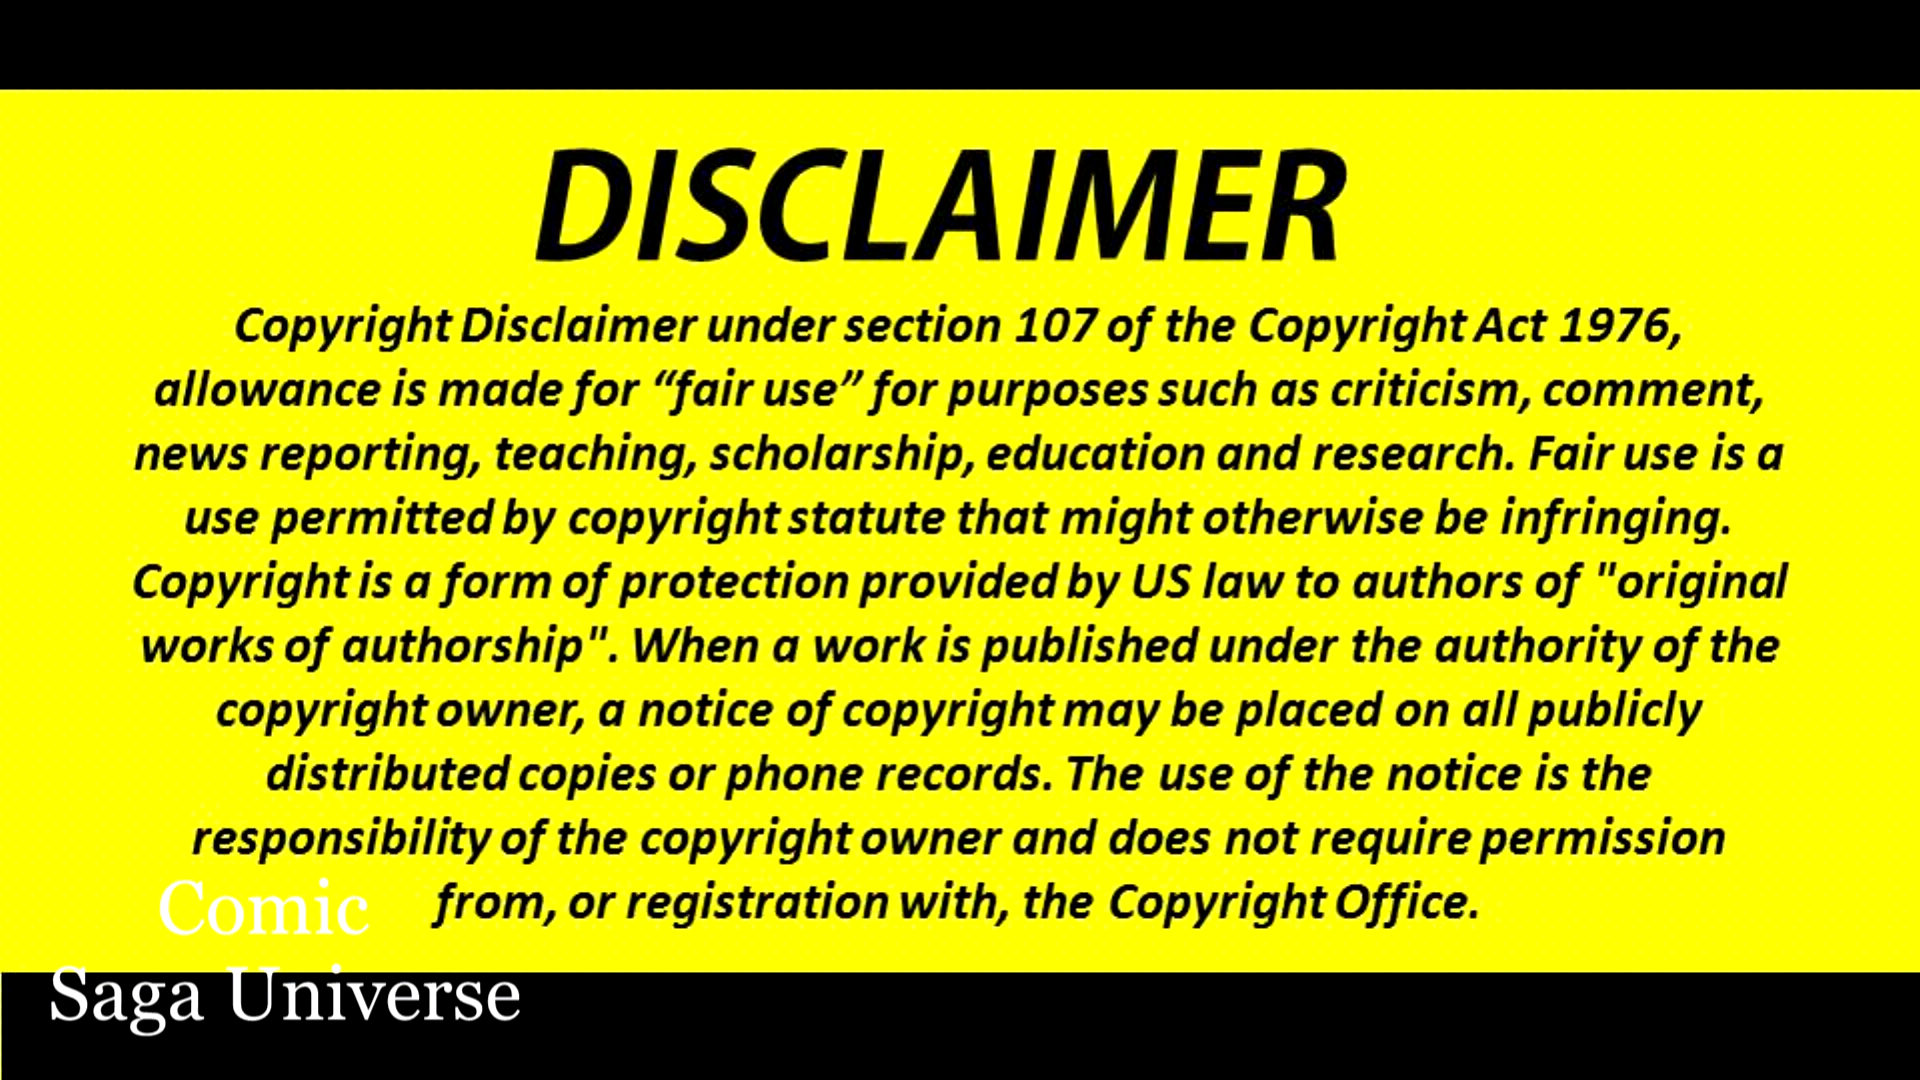 DISCLAIMER
Copyright Disclaimer under section 107 of the Copyright Act 1976,
allowance is made for “fair use” for purposes such as criticism, comment,
news reporting, teaching, scholarship, education and research. Fair use is a
use permitted by copyright statute that might otherwise be infringing.
Copyright is a form of protection provided by US law to authors of "original
works of authorship". When a work is published under the authority of the
copyright owner, a notice of copyright may be placed on all publicly
distributed copies or phone records. The use of the notice is the
responsibility of the copyright owner and does not require permission
from, or registration with, the Copyright Office.
Comic
Saga Universe